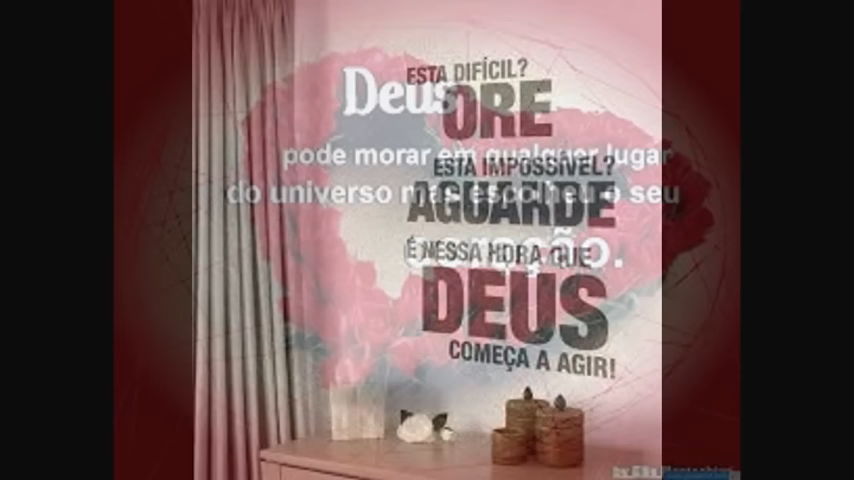 ESTA DIFÍCIL?
Deus
ORE
pode morar em qualquer lugar
ESTA IMPOSSÍVEL?
do universo mas escolheu o seu
AGUARDE
É NESSA HORA QUE
DEUS
COMEÇA A AGIR!